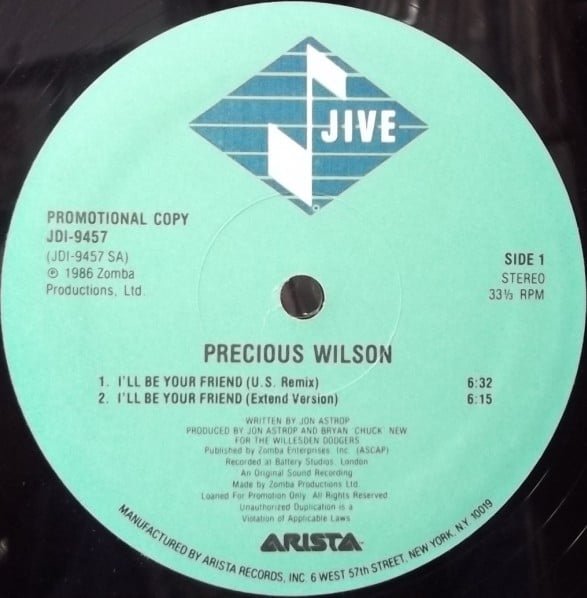 JIVE
PROMOTIONAL COPY
JDI-9457
(JDI-9457 SA)
℗ 1986 Zomba
Productions, Ltd.
SIDE 1
STEREO
33⅓ RPM
PRECIOUS WILSON
1. I'LL BE YOUR FRIEND (U.S. Remix) 6:32
2. I'LL BE YOUR FRIEND (Extend Version) 6:15
WRITTEN BY JON ASTROP
PRODUCED BY JON ASTROP AND BRYAN "CHUCK" NEW
FOR THE WILLESDEN DODGERS
Published by Zomba Enterprises, Inc. (ASCAP)
Recorded at Battery Studios, London
An Original Sound Recording
Made by Zomba Productions Ltd.
Loaned For Promotion Only. All Rights Reserved.
Unauthorized Duplication is a
Violation of Applicable Laws
ARISTA
MANUFACTURED BY ARISTA RECORDS, INC. 6 WEST 57th STREET, NEW YORK, N.Y. 10019